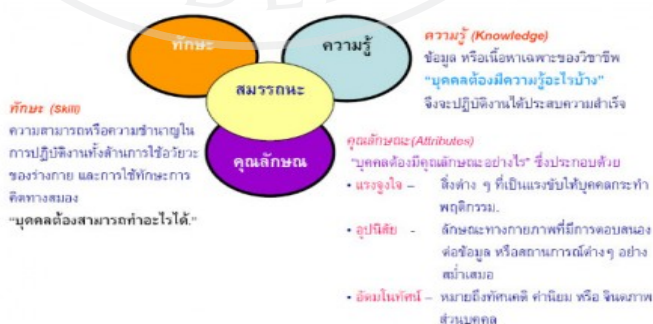 ทักษะ
ความรู้
สมรรถนะ
คุณลักษณ
ความรู้ (Knowledge)
ข้อมูล หรือเนื้อหาเฉพาะของวิชาชีพ
“บุคคลต้องมีความรู้อะไรบ้าง”
จึงจะปฏิบัติงานได้ประสบความสำเร็จ
ทักษะ (Skill)
ความสามารถหรือความชำนาญใน
การปฏิบัติงานทั้งด้านการใช้อวัยวะ
ของร่างกาย และการใช้ทักษะการ
คิดทางสมอง
“บุคคลต้องสามารถทำอะไรได้.”
คุณลักษณะ(Attributes)
“บุคคลต้องมีคุณลักษณะอย่างไร” ซึ่งประกอบด้วย
• แรงจูงใจ – สิ่งต่าง ๆ ที่เป็นแรงขับให้บุคคลกระทำ
พฤติกรรม.
• อุปนิสัย - ลักษณะทางกายภาพที่มีการตอบสนอง
ต่อข้อมูล หรือสถานการณ์ต่างๆ อย่าง
สม่ำเสมอ
• อัตมโนทัศน์ – หมายถึงทัศนคติ ค่านิยม หรือ จินตภาพ
ส่วนบุคคล